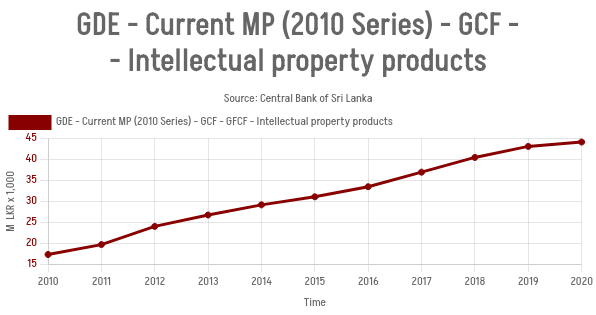 GDE - Current MP (2010 Series) - GCF -
- Intellectual property products
Source: Central Bank of Sri Lanka
GDE - Current MP (2010 Series) - GCF - GFCF - Intellectual property products
M LKR x 1,000
45
40
35
30
25
20
15
2010 2011 2012 2013 2014 2015 2016 2017 2018 2019 2020
Time